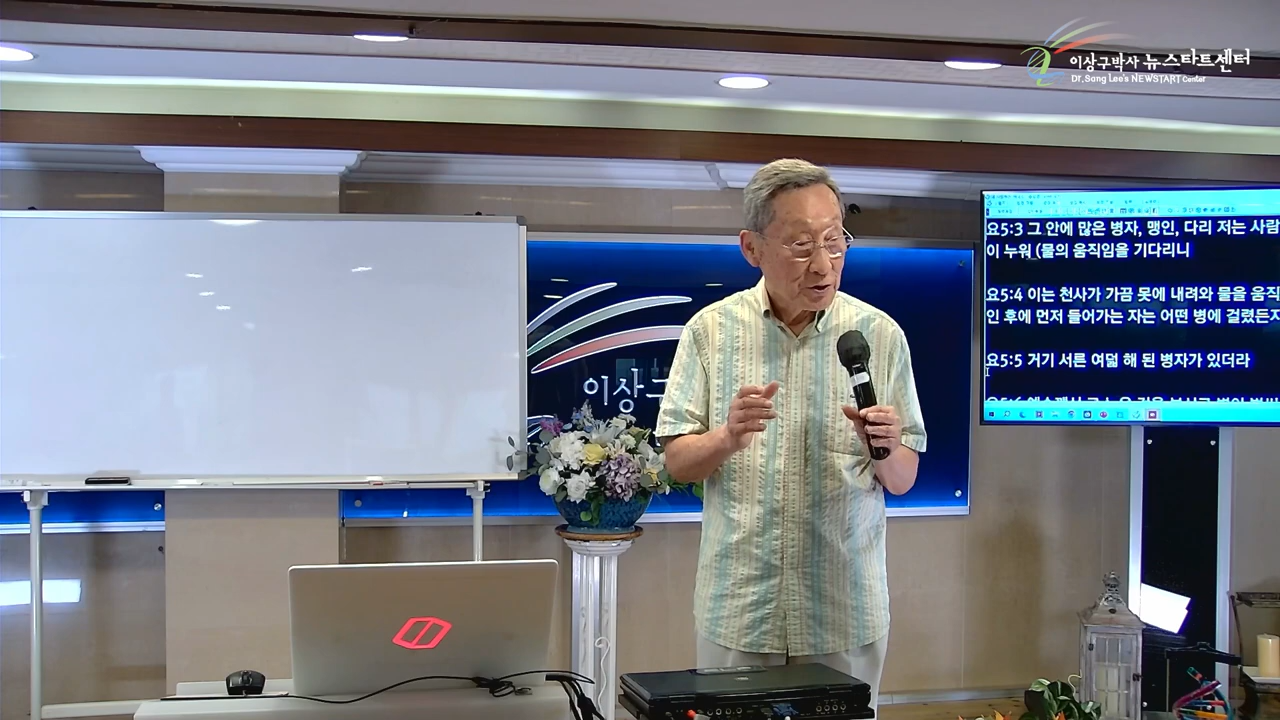 이상구박사 뉴스타트센터
Dr. Sang Lee's NEWSTART Center
요5:3 그 안에 많은 병자, 맹인, 다리 저는 사람
이 누워 (물의 움직임을 기다리니
요5:4 이는 천사가 가끔 못에 내려와 물을 움직
인 후에 먼저 들어가는 자는 어떤 병에 걸렸든지
요5:5 거기 서른 여덟 해 된 병자가 있더라
이상구